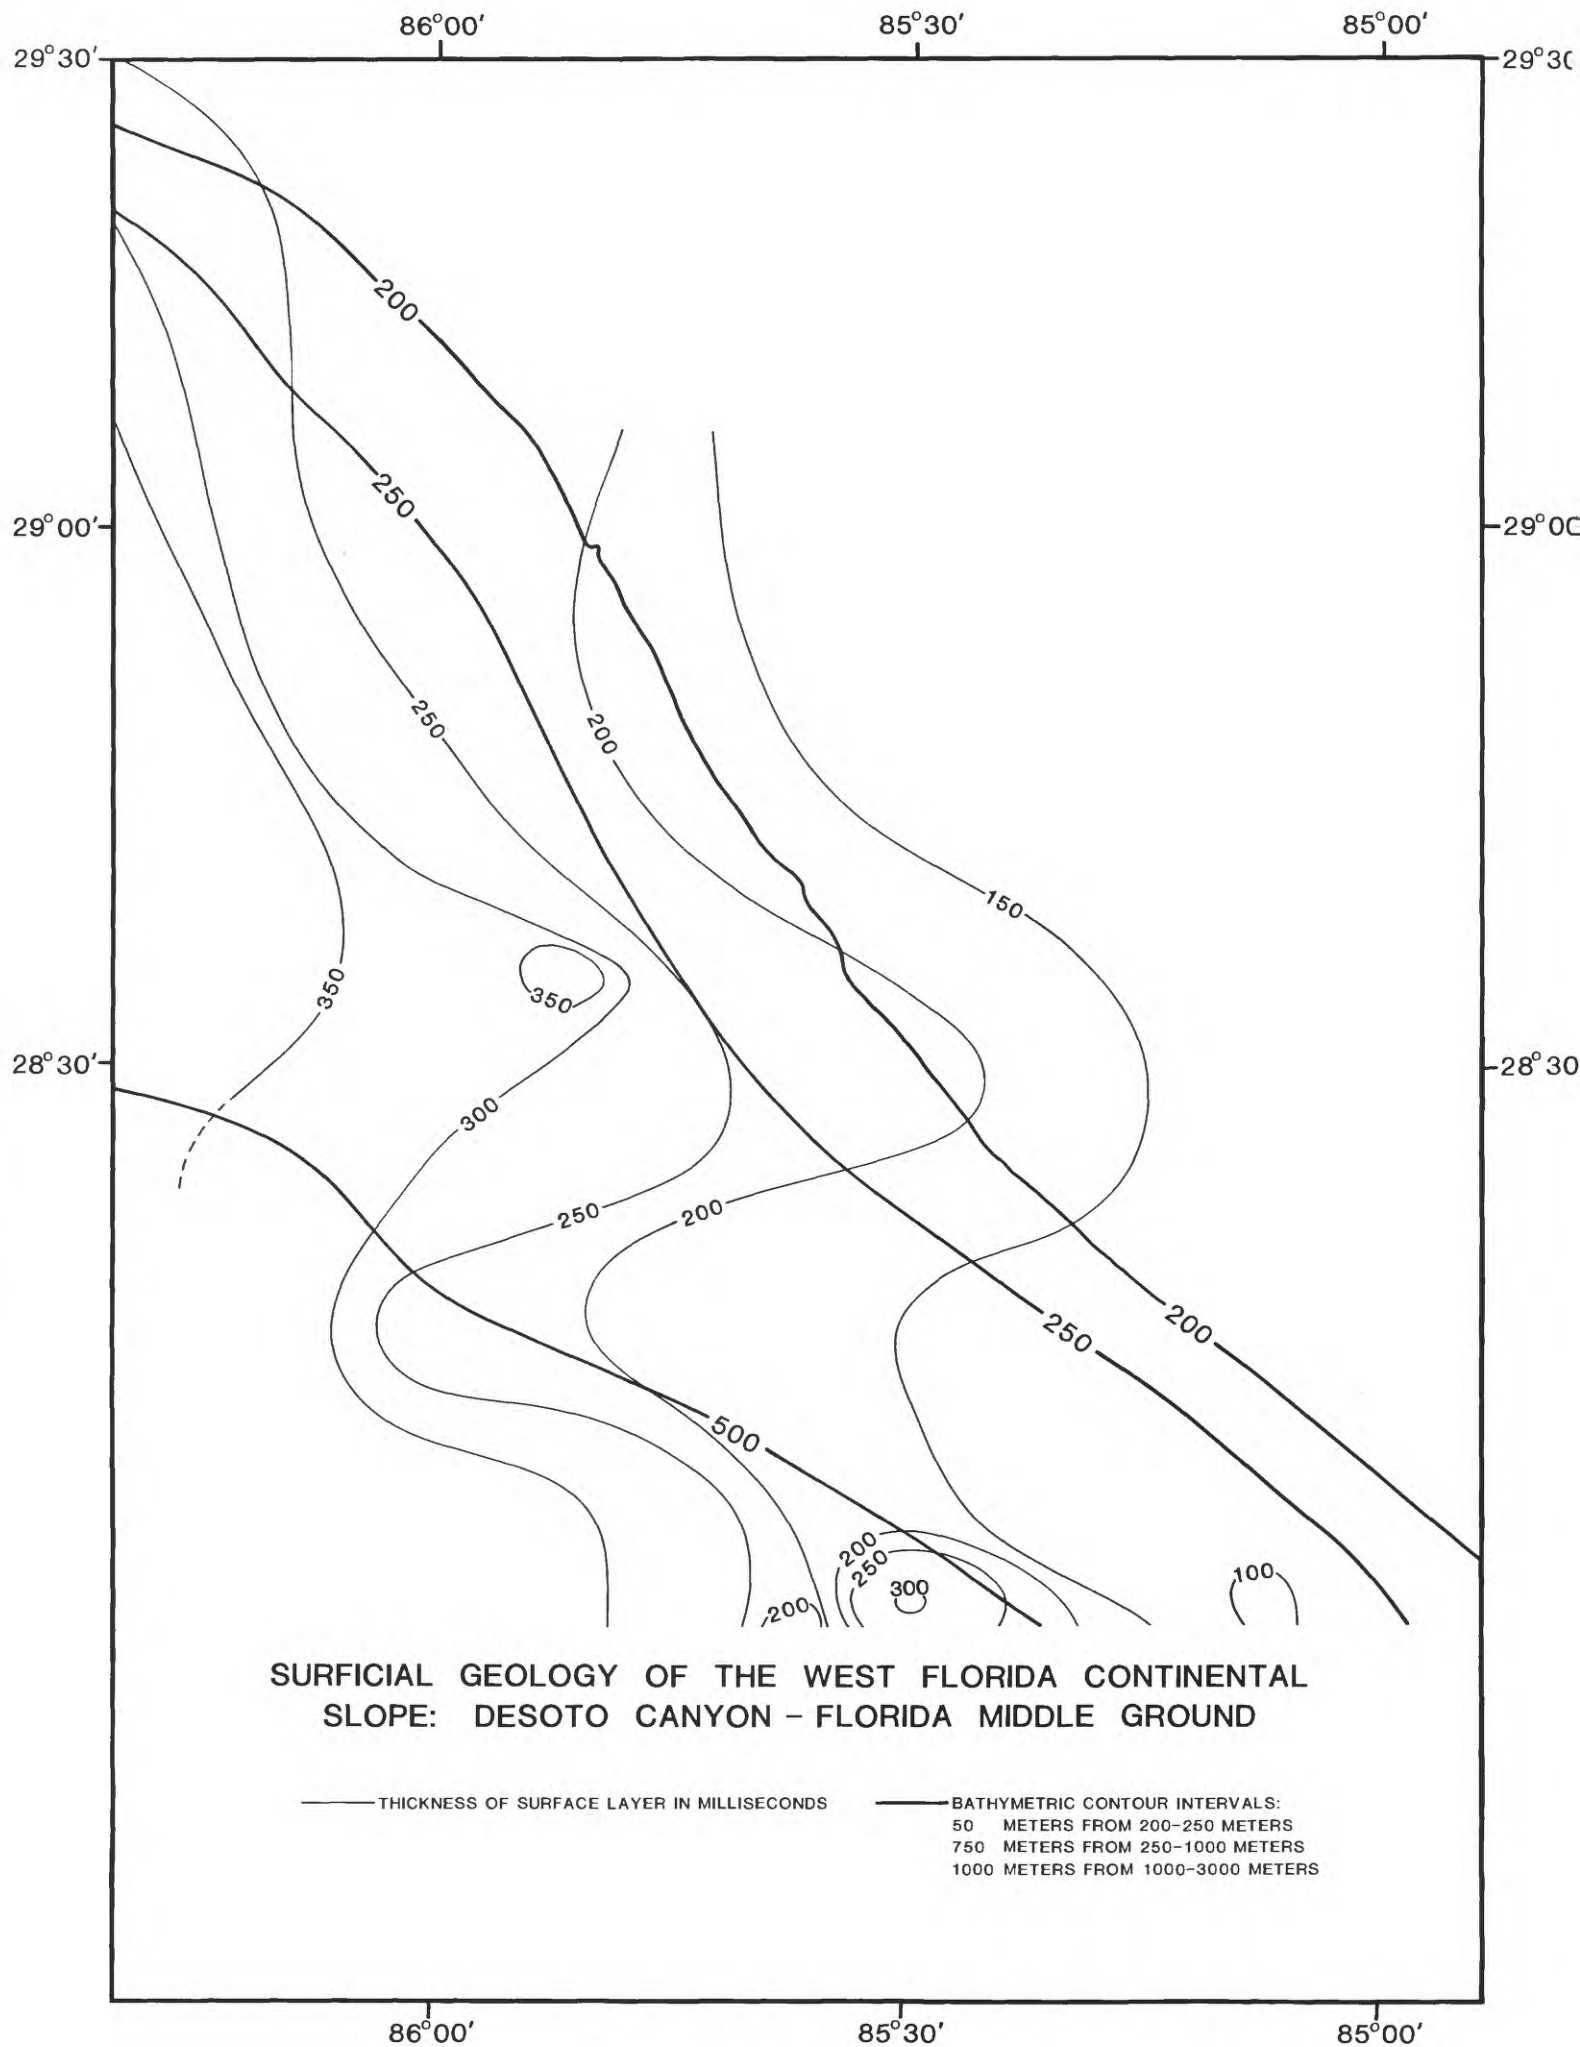 86°00' 85°30' 85°00'
29°30' 29°30
200
250
29°00' 29°00
250 200
150
350 350
28°30' 28°30
300
250 200
250 200
500
200
250
300 100
200
SURFICIAL GEOLOGY OF THE WEST FLORIDA CONTINENTAL
SLOPE: DESOTO CANYON – FLORIDA MIDDLE GROUND
THICKNESS OF SURFACE LAYER IN MILLISECONDS
BATHYMETRIC CONTOUR INTERVALS:
50 METERS FROM 200-250 METERS
750 METERS FROM 250-1000 METERS
1000 METERS FROM 1000-3000 METERS
86°00' 85°30' 85°00'